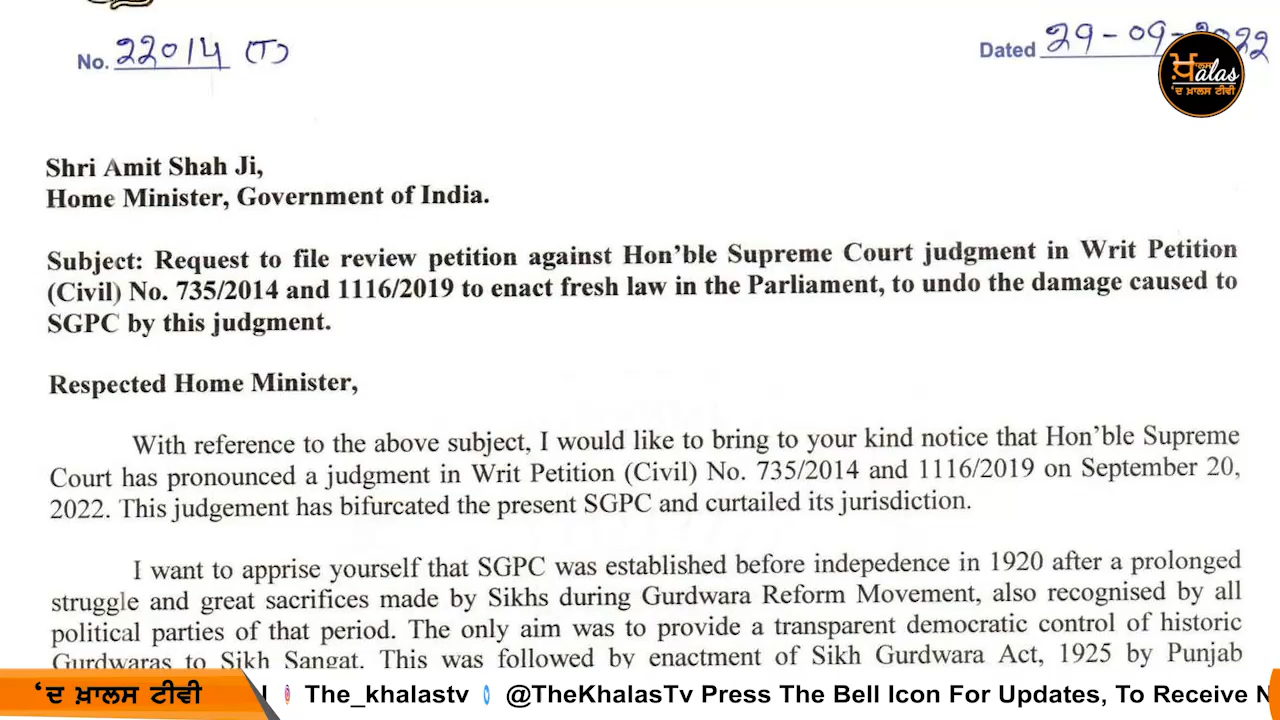 No. 22014 (T)
Dated 29-09-2022
ਖ਼ਾਲਸ
alas
'ਦ ਖ਼ਾਲਸ ਟੀਵੀ
Shri Amit Shah Ji,
Home Minister, Government of India.
Subject: Request to file review petition against Hon'ble Supreme Court judgment in Writ Petition
(Civil) No. 735/2014 and 1116/2019 to enact fresh law in the Parliament, to undo the damage caused to
SGPC by this judgment.
Respected Home Minister,
With reference to the above subject, I would like to bring to your kind notice that Hon'ble Supreme
Court has pronounced a judgment in Writ Petition (Civil) No. 735/2014 and 1116/2019 on September 20,
2022. This judgement has bifurcated the present SGPC and curtailed its jurisdiction.
I want to apprise yourself that SGPC was established before indepedence in 1920 after a prolonged
struggle and great sacrifices made by Sikhs during Gurdwara Reform Movement, also recognised by all
political parties of that period. The only aim was to provide a transparent democratic control of historic
Gurdwaras to Sikh Sangat. This was followed by enactment of Sikh Gurdwara Act, 1925 by Punjab
'ਦ ਖ਼ਾਲਸ ਟੀਵੀ
The_khalastv @TheKhalasTv Press The Bell Icon For Updates, To Receive N